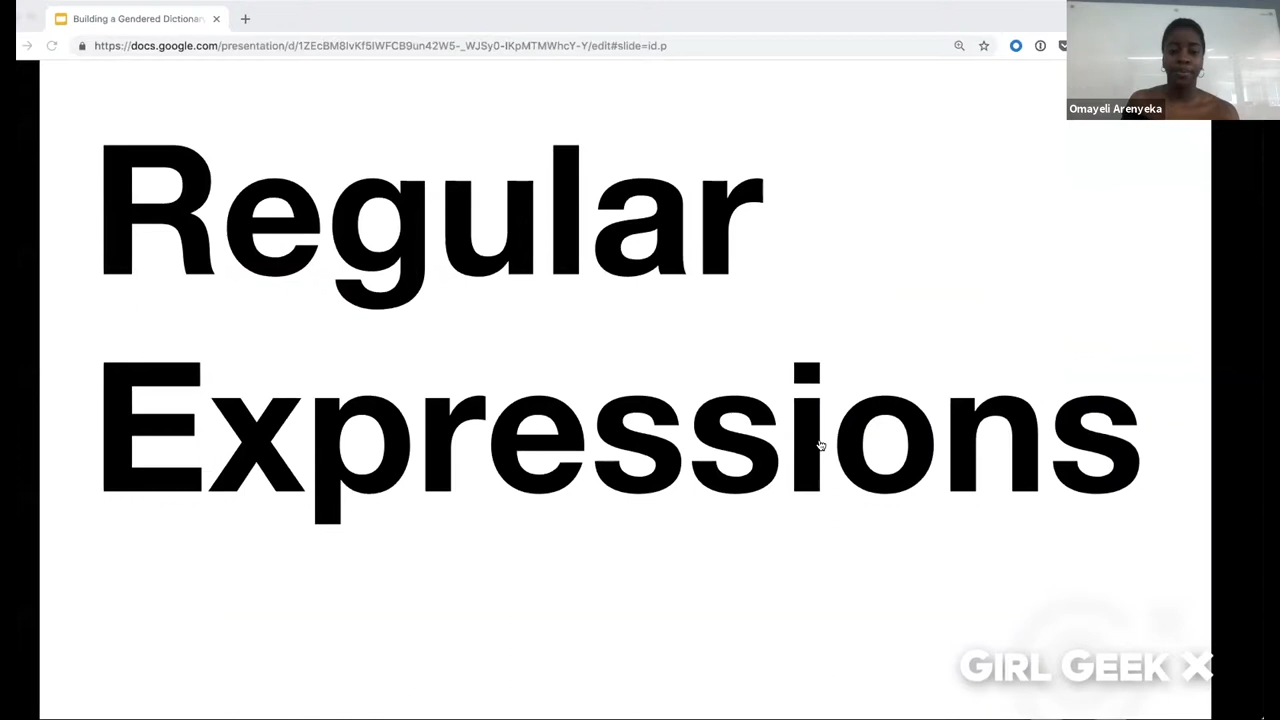 Building a Gendered Dictionar
https://docs.google.com/presentation/d/1ZEcBM8IvKf5IWFCB9un42W5-_WJSy0-IKpMTMWhcY-Y/edit#slide=id.p
Omayeli Arenyeka
Regular
Expressions
GIRL GEEK X